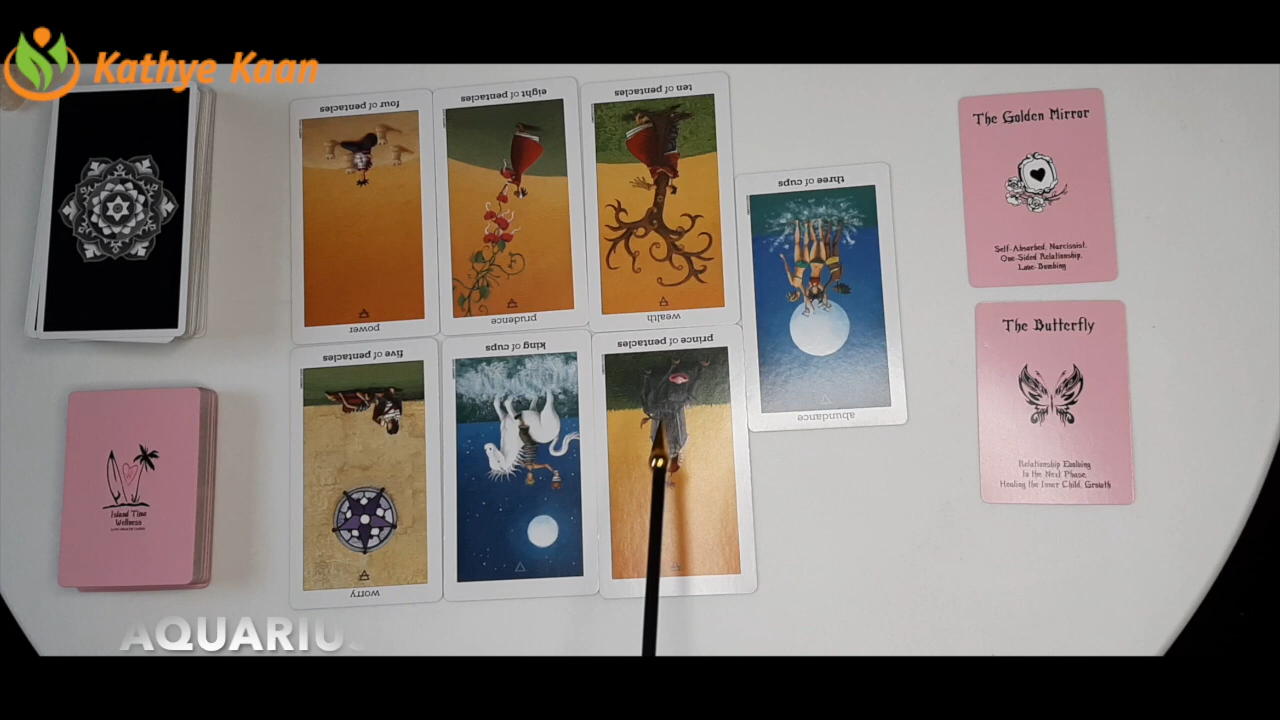 Kathye Kaan
four of pentacles
power
eight of pentacles
prudence
ten of pentacles
wealth
three of cups
abundance
five of pentacles
worry
king of cups
prince of pentacles
The Golden Mirror
Self-Absorbed, Narcissist,
One-Sided Relationship,
Love-Bombing
The Butterfly
Relationship Evolving
to the Next Phase,
Healing the Inner Child, Growth
Island Time
Wellness
AQUARIUS